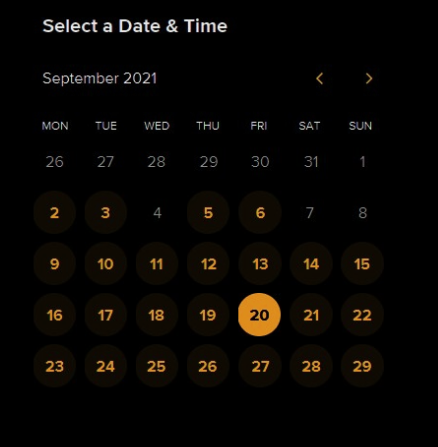 Select a Date & Time
September 2021
MON TUE WED THU FRI SAT SUN
26 27 28 29 30 31 1
2 3 4 5 6 7 8
9 10 11 12 13 14 15
16 17 18 19 20 21 22
23 24 25 26 27 28 29